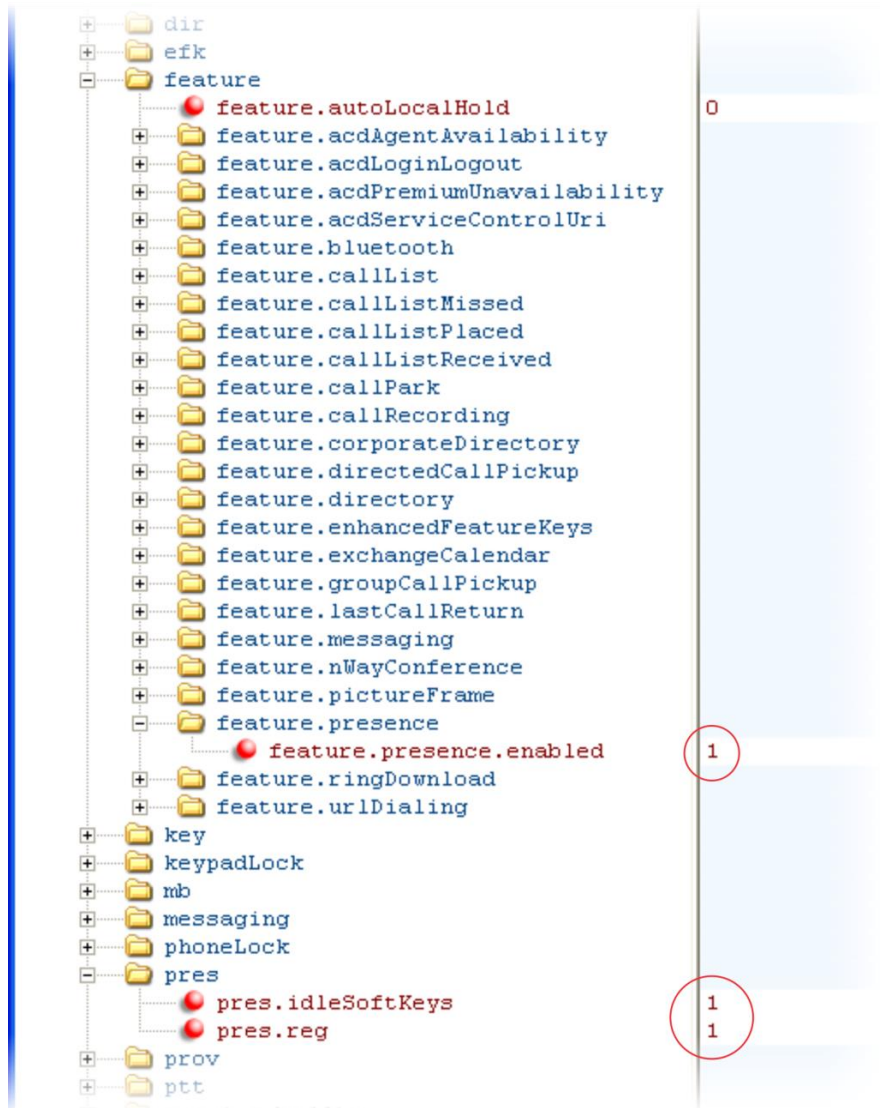 dir
efk
feature
feature.autoLocalHold 0
feature.acdAgentAvailability
feature.acdLoginLogout
feature.acdPremiumUnavailability
feature.acdServiceControlUri
feature.bluetooth
feature.callList
feature.callListMissed
feature.callListPlaced
feature.callListReceived
feature.callPark
feature.callRecording
feature.corporateDirectory
feature.directedCallPickup
feature.directory
feature.enhancedFeatureKeys
feature.exchangeCalendar
feature.groupCallPickup
feature.lastCallReturn
feature.messaging
feature.nWayConference
feature.pictureFrame
feature.presence
feature.presence.enabled 1
feature.ringDownload
feature.urlDialing
key
keypadLock
mb
messaging
phoneLock
pres
pres.idleSoftKeys 1
pres.reg 1
prov
ptt